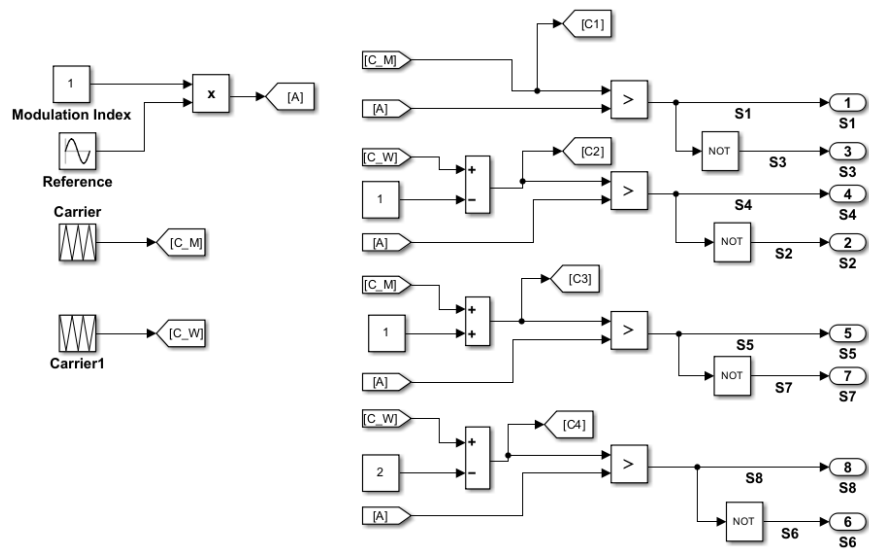 1
Modulation Index
x
[A]
Reference
Carrier
[C_M]
[C_W]
Carrier1
[C1]
[C_M]
[A]
>
S1
1
S1
NOT
S3
3
S3
[C_W]
+
−
1
[C2]
[A]
>
S4
4
S4
NOT
S2
2
S2
[C_M]
+
+
1
[C3]
[A]
>
S5
5
S5
NOT
S7
7
S7
[C_W]
+
−
2
[C4]
[A]
>
S8
8
S8
NOT
S6
6
S6